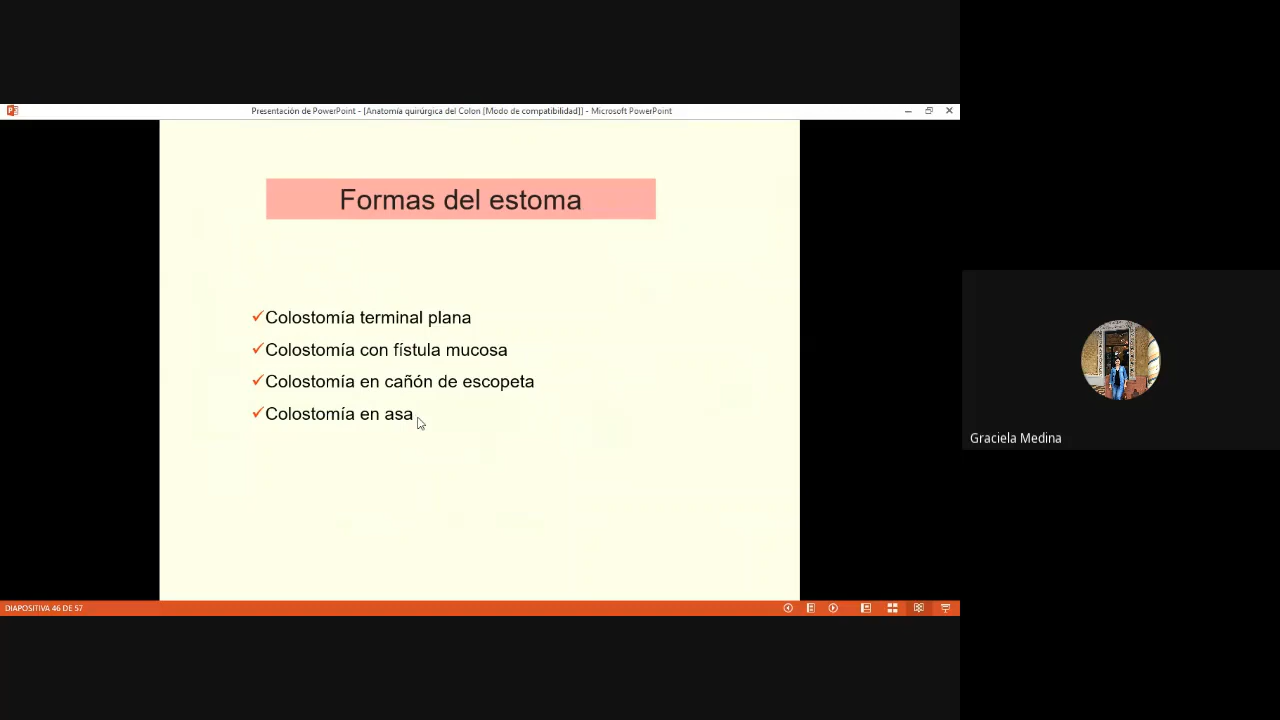 Presentación de PowerPoint - [Anatomía quirúrgica del Colon [Modo de compatibilidad]] - Microsoft PowerPoint
Formas del estoma
✓Colostomía terminal plana
✓Colostomía con fístula mucosa
✓Colostomía en cañón de escopeta
✓Colostomía en asa
Graciela Medina
DIAPOSITIVA 46 DE 57